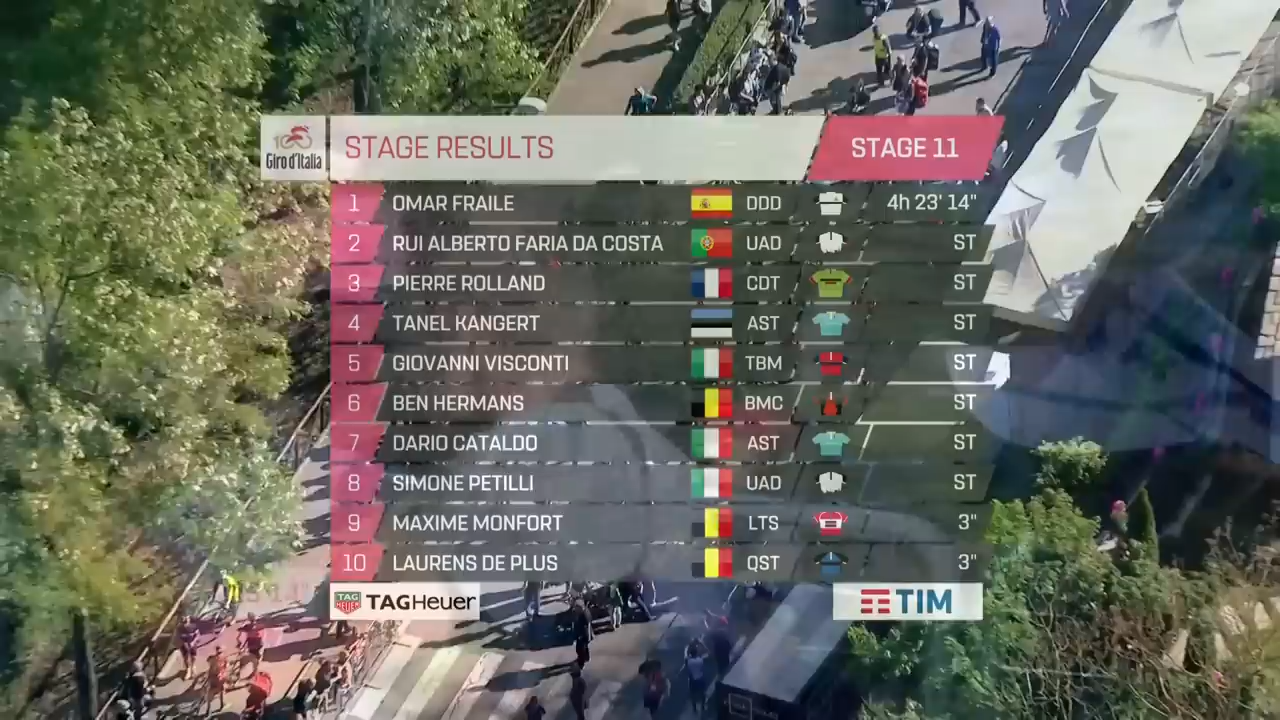 100
Giro d'Italia
STAGE RESULTS
STAGE 11
1 OMAR FRAILE DDD 4h 23' 14"
2 RUI ALBERTO FARIA DA COSTA UAD ST
3 PIERRE ROLLAND CDT ST
4 TANEL KANGERT AST ST
5 GIOVANNI VISCONTI TBM ST
6 BEN HERMANS BMC ST
7 DARIO CATALDO AST ST
8 SIMONE PETILLI UAD ST
9 MAXIME MONFORT LTS 3"
10 LAURENS DE PLUS QST 3"
TAG HEUER TAGHeuer
TIM